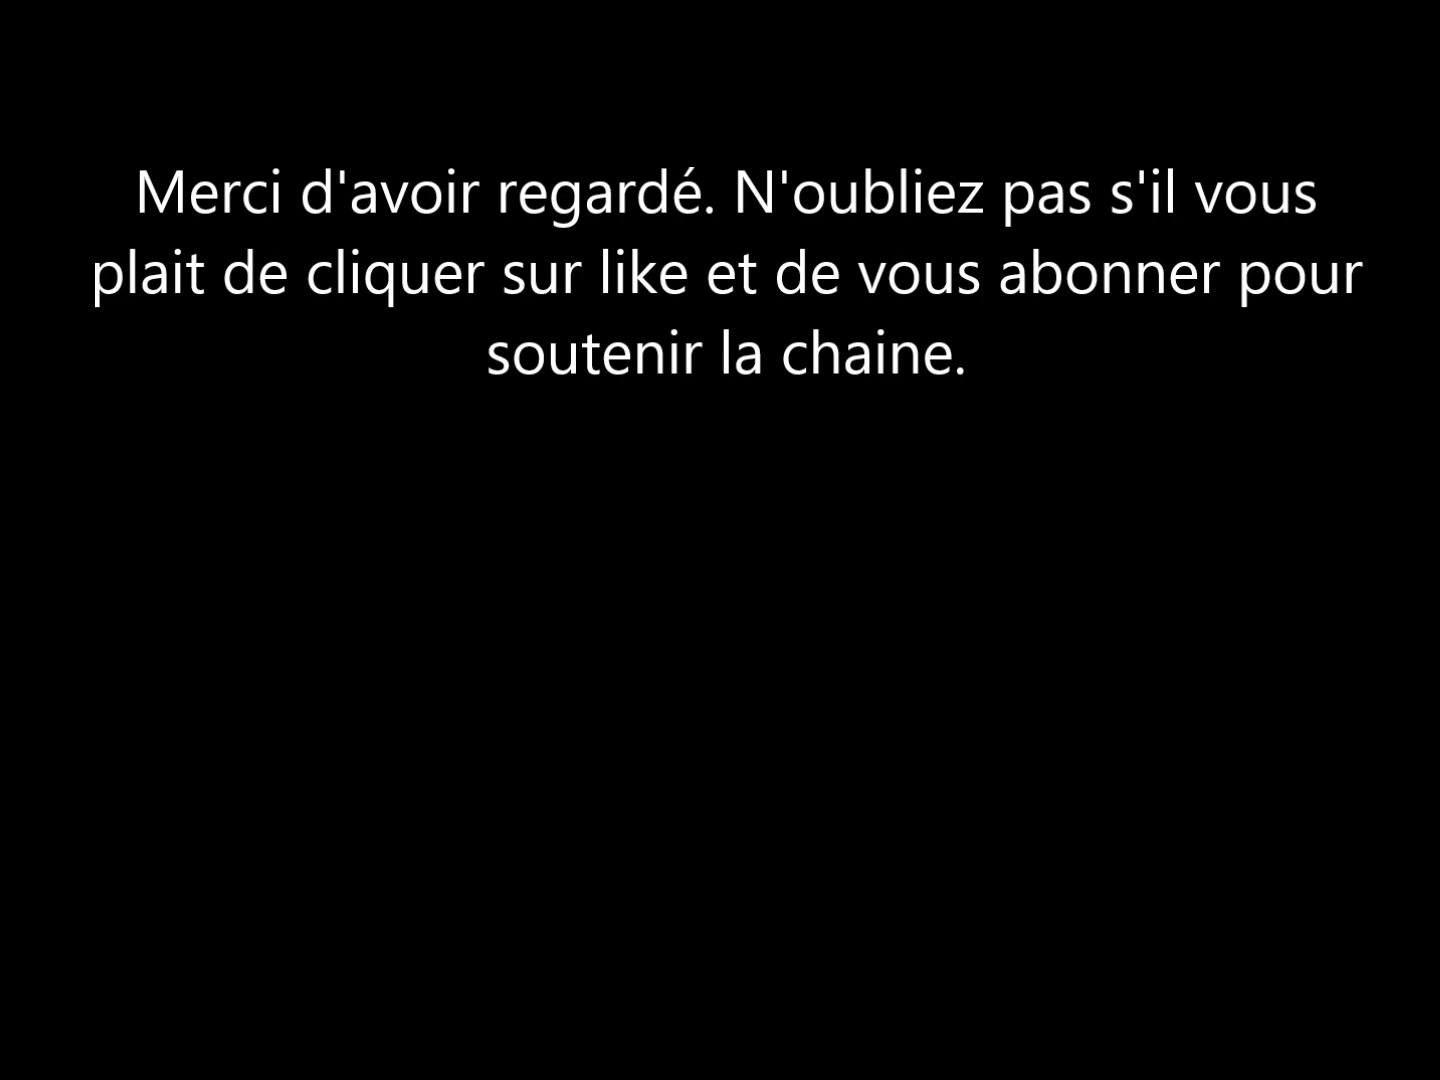 Merci d'avoir regardé. N'oubliez pas s'il vous
plait de cliquer sur like et de vous abonner pour
soutenir la chaine.